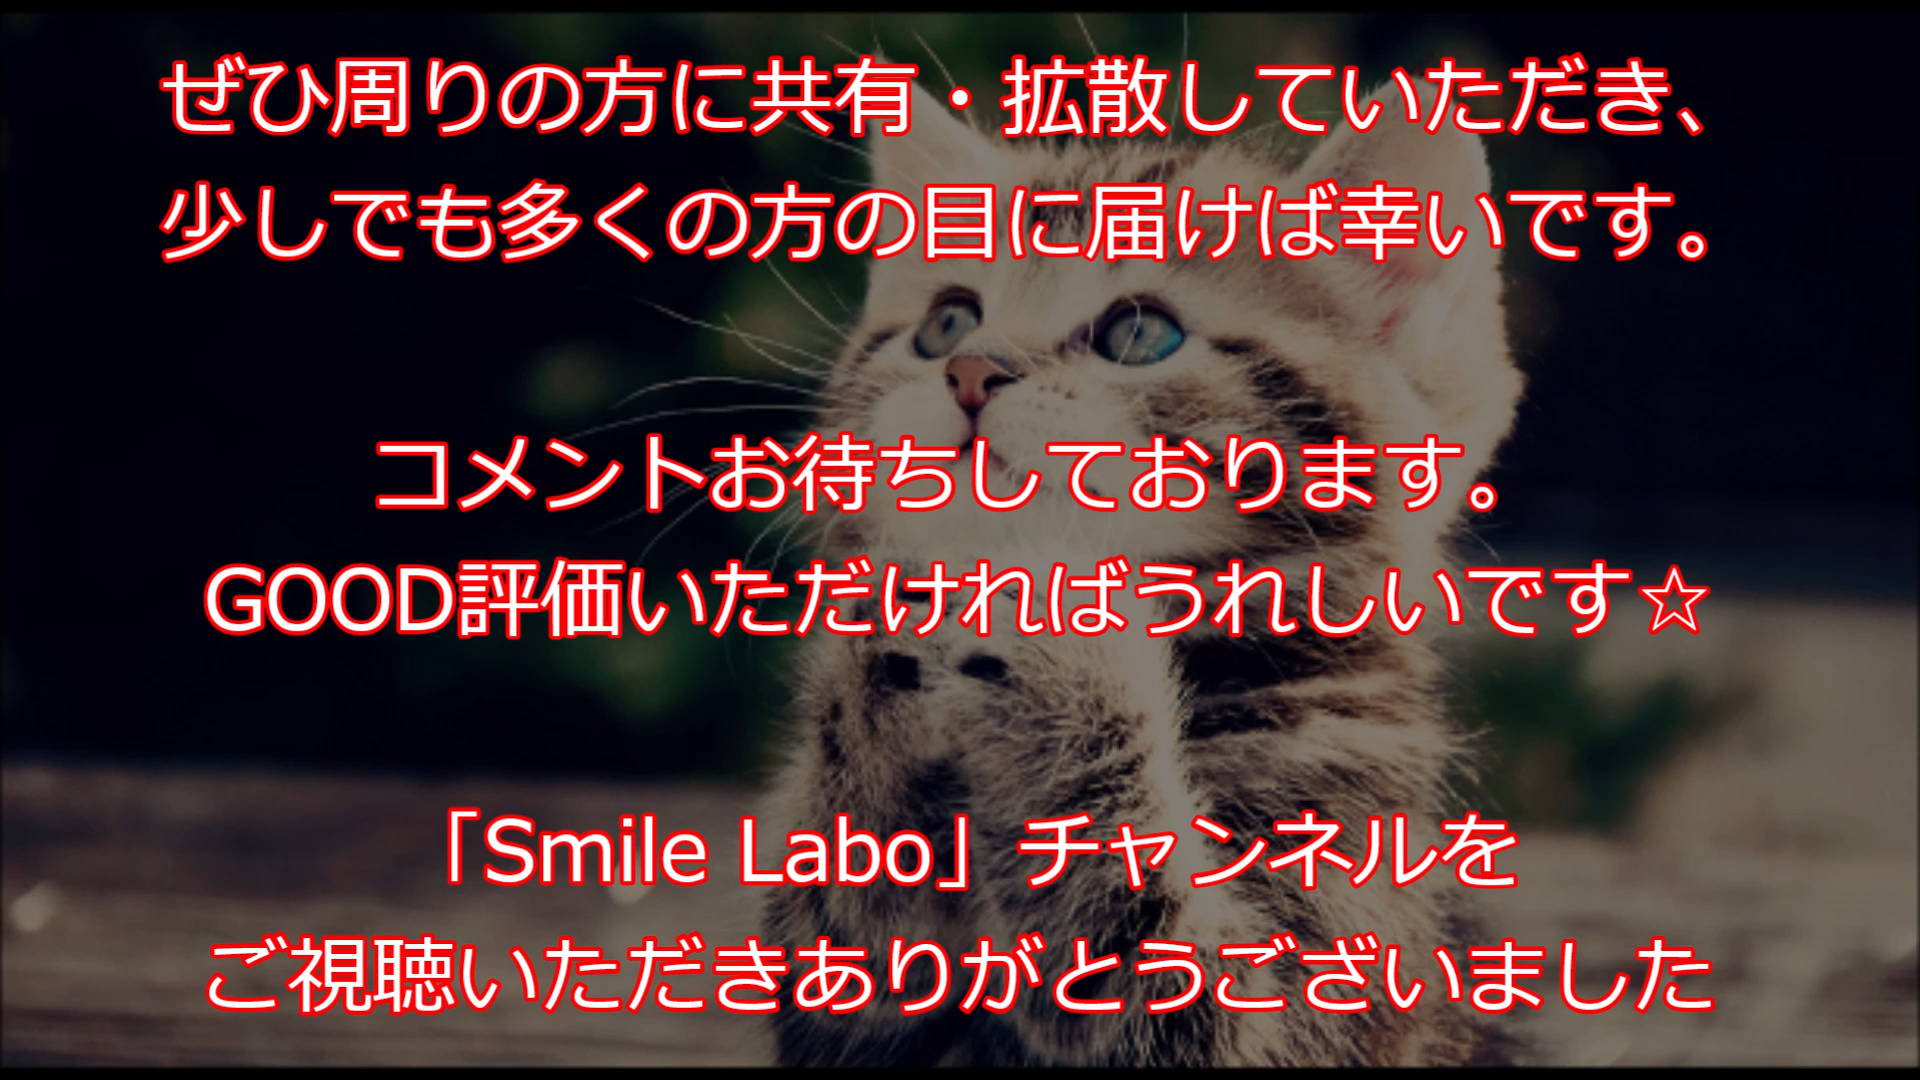 ぜひ周りの方に共有・拡散していただき、
少しでも多くの方の目に届けば幸いです。
コメントお待ちしております。
GOOD評価いただければうれしいです☆
「Smile Labo」チャンネルを
ご視聴いただきありがとうございました